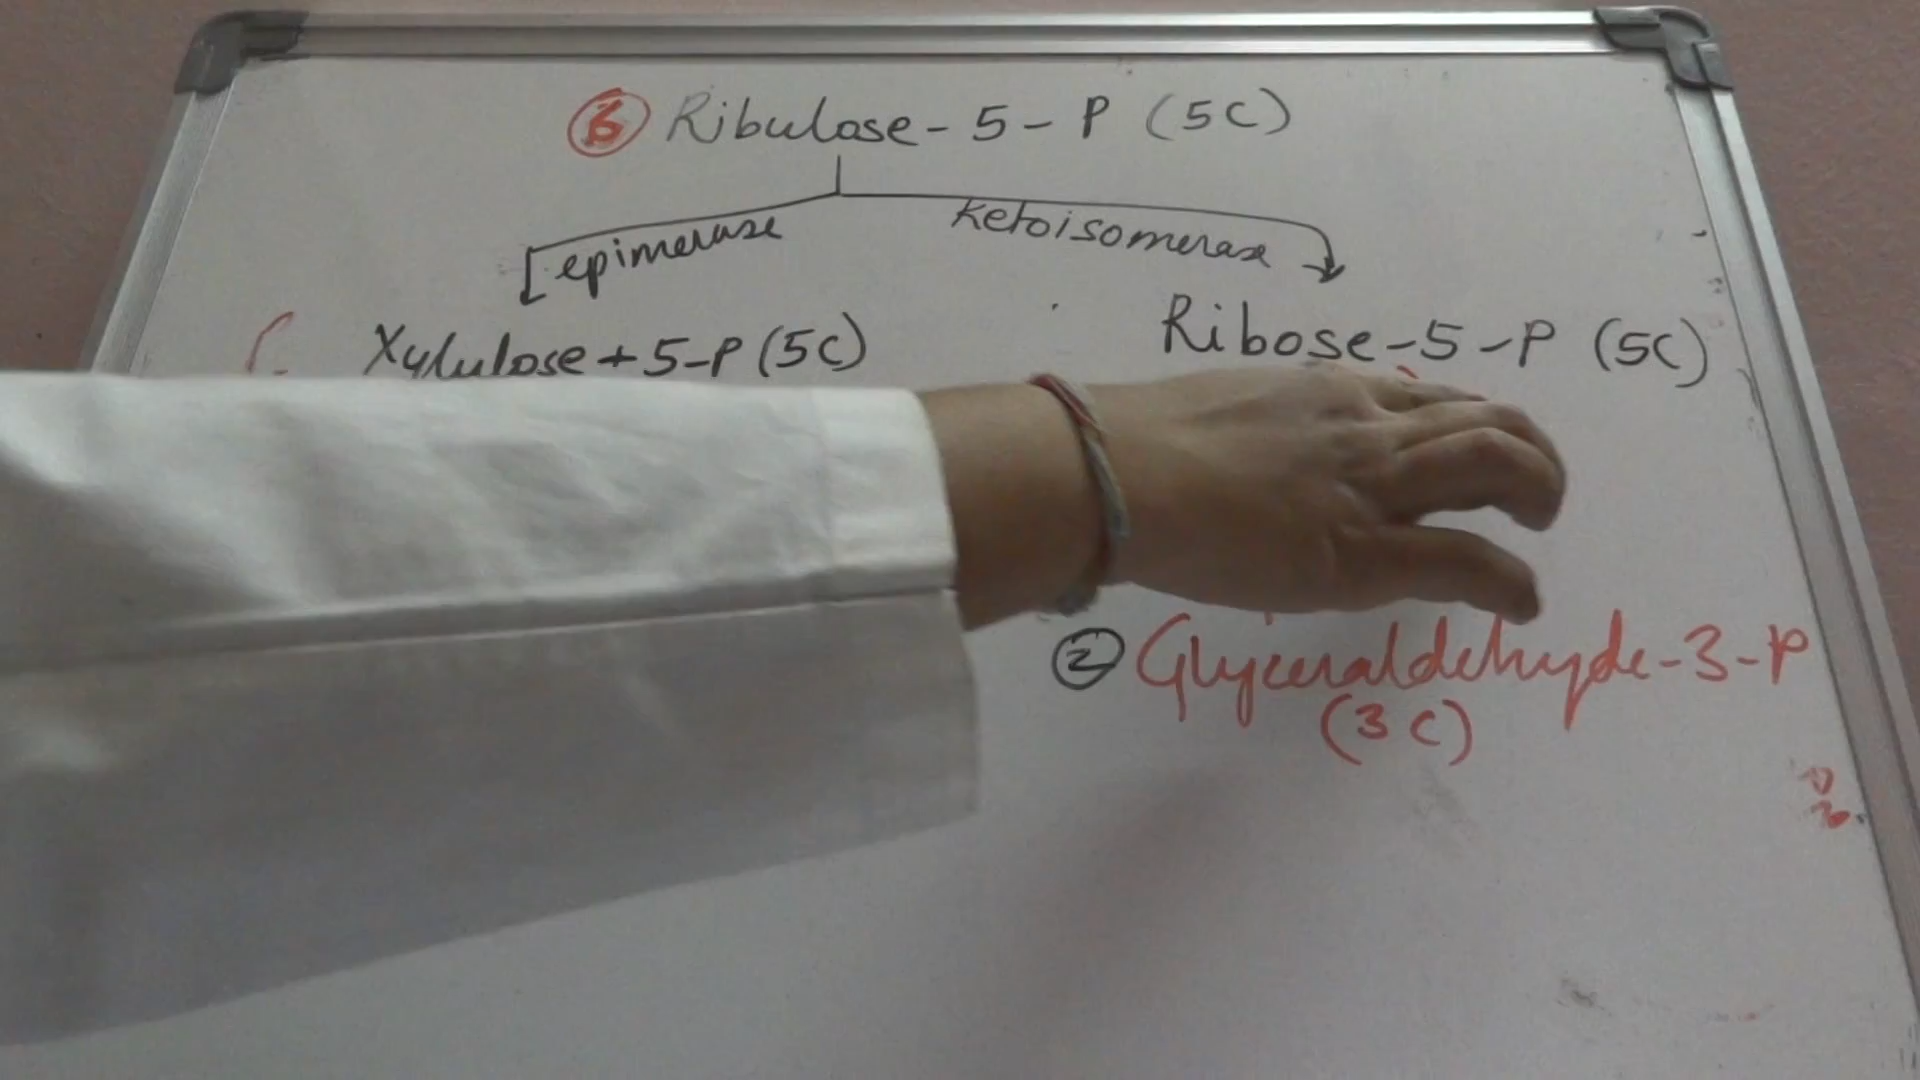 6 Ribulose - 5 - P (5C)
epimerase
Ketoisomerase
Xylulose + 5-P (5C)
Ribose - 5 - P (5C)
2 Glyceraldehyde-3-P
(3C)